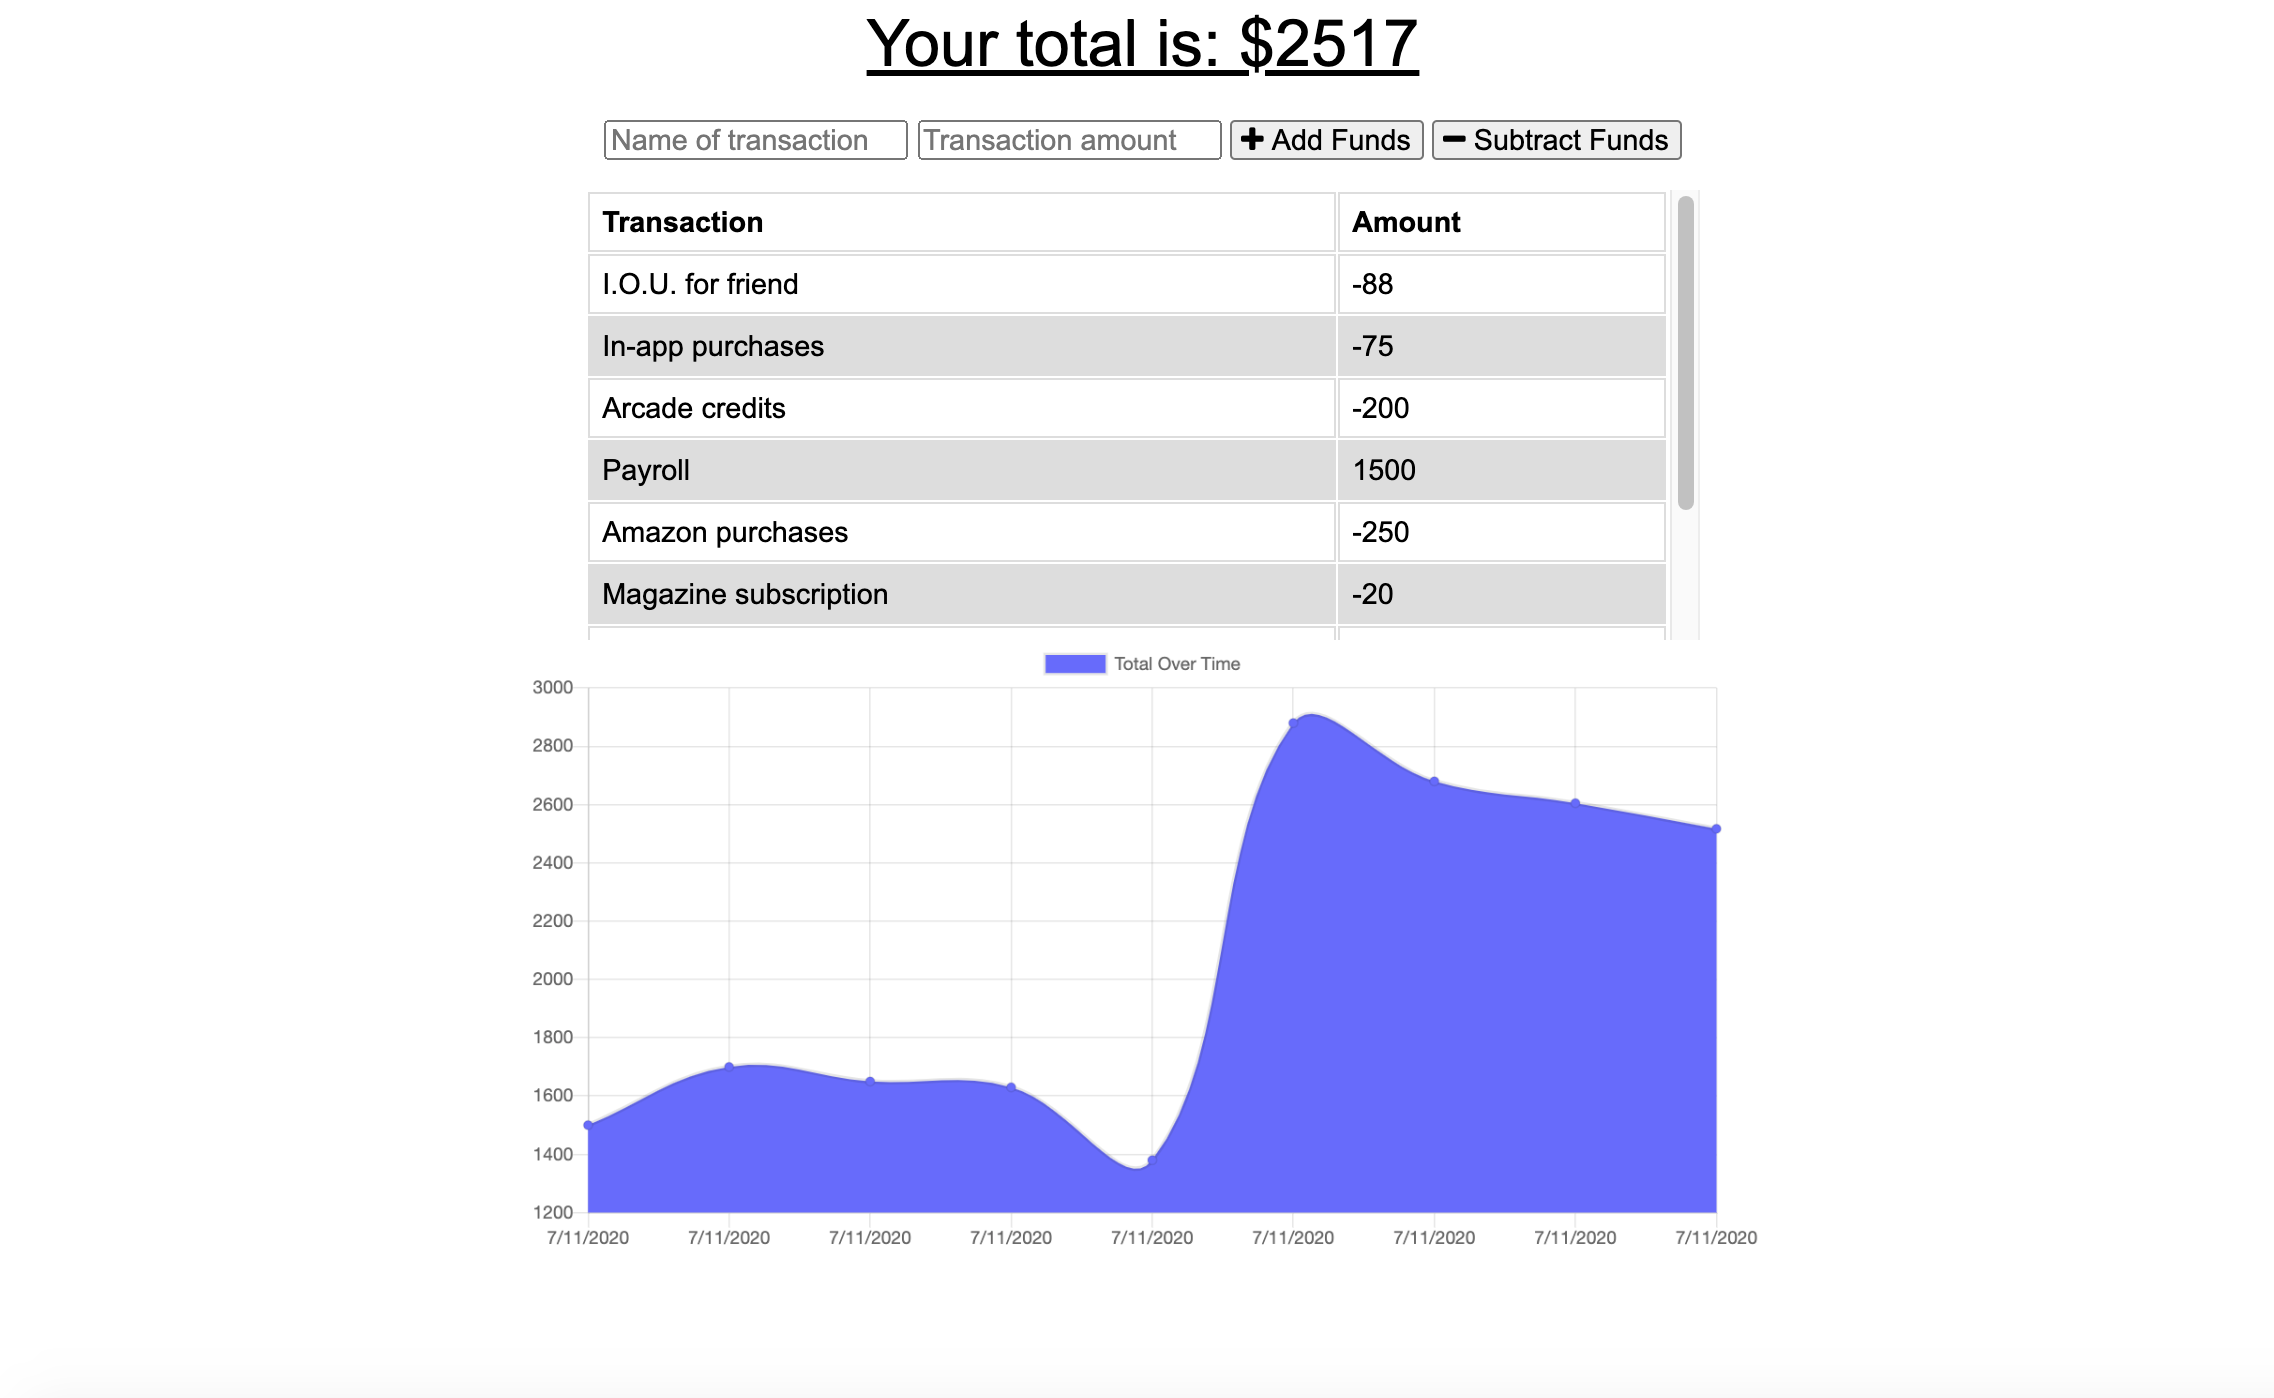 Your total is: $2517
Name of transaction Transaction amount Add Funds Subtract Funds
Transaction Amount
I.O.U. for friend -88
In-app purchases -75
Arcade credits -200
Payroll 1500
Amazon purchases -250
Magazine subscription -20
Total Over Time
3000
2800
2600
2400
2200
2000
1800
1600
1400
1200
7/11/2020 7/11/2020 7/11/2020 7/11/2020 7/11/2020 7/11/2020 7/11/2020 7/11/2020 7/11/2020